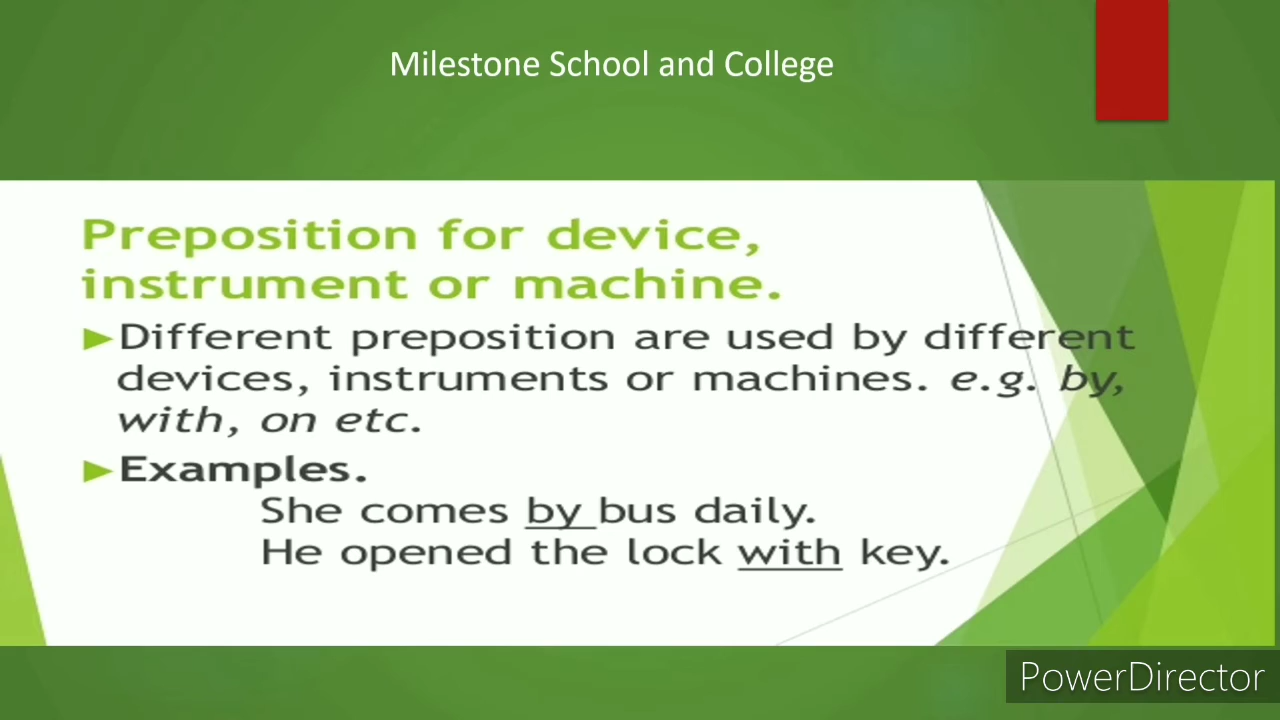 Milestone School and College
Preposition for device,
instrument or machine.
Different preposition are used by different
devices, instruments or machines. e.g. by,
with, on etc.
Examples.
She comes by bus daily.
He opened the lock with key.
PowerDirector